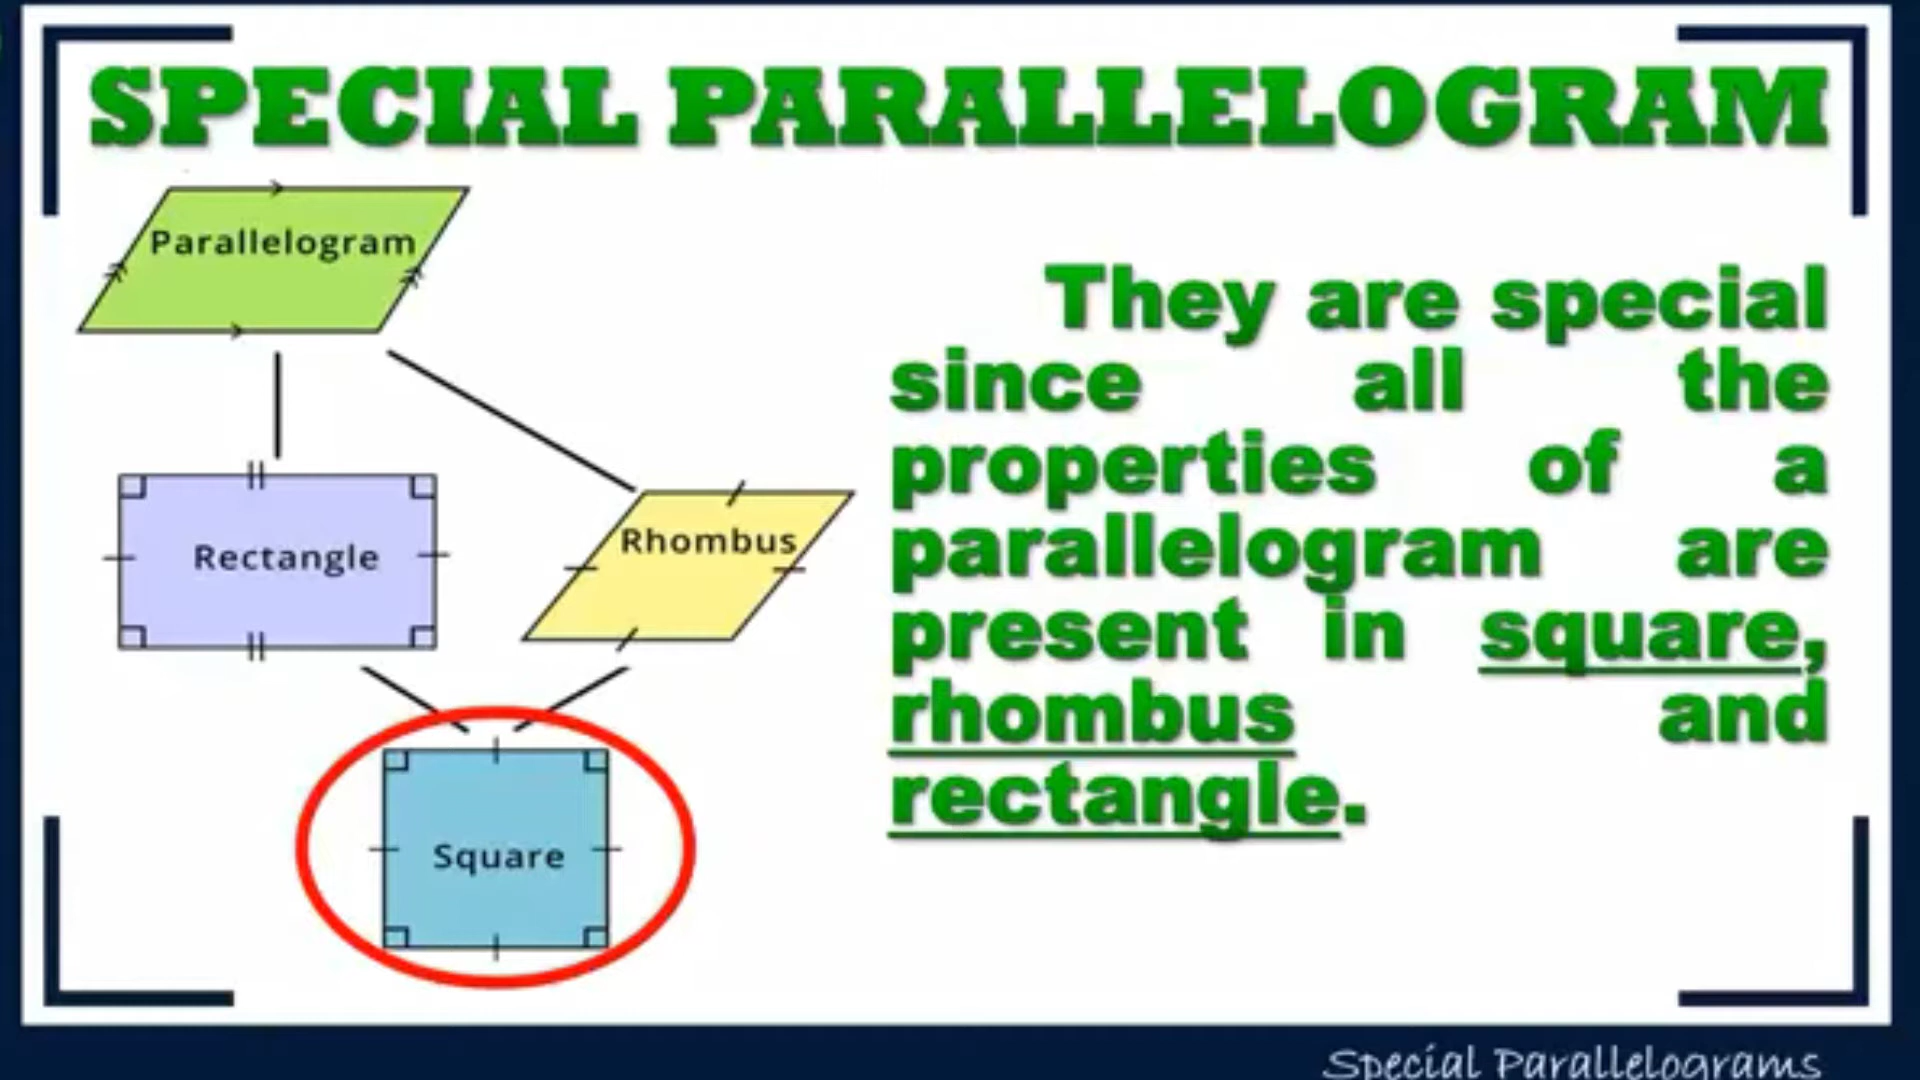 SPECIAL PARALLELOGRAM
Parallelogram
Rectangle
Rhombus
Square
They are special
since all the
properties of a
parallelogram are
present in square,
rhombus and
rectangle.
Special Parallelograms